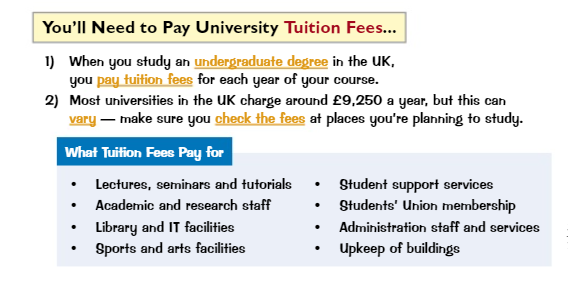 You'll Need to Pay University Tuition Fees...
1) When you study an undergraduate degree in the UK,
you pay tuition fees for each year of your course.
2) Most universities in the UK charge around £9,250 a year, but this can
vary — make sure you check the fees at places you're planning to study.
What Tuition Fees Pay for
• Lectures, seminars and tutorials
• Academic and research staff
• Library and IT facilities
• Sports and arts facilities
• Student support services
• Students' Union membership
• Administration staff and services
• Upkeep of buildings